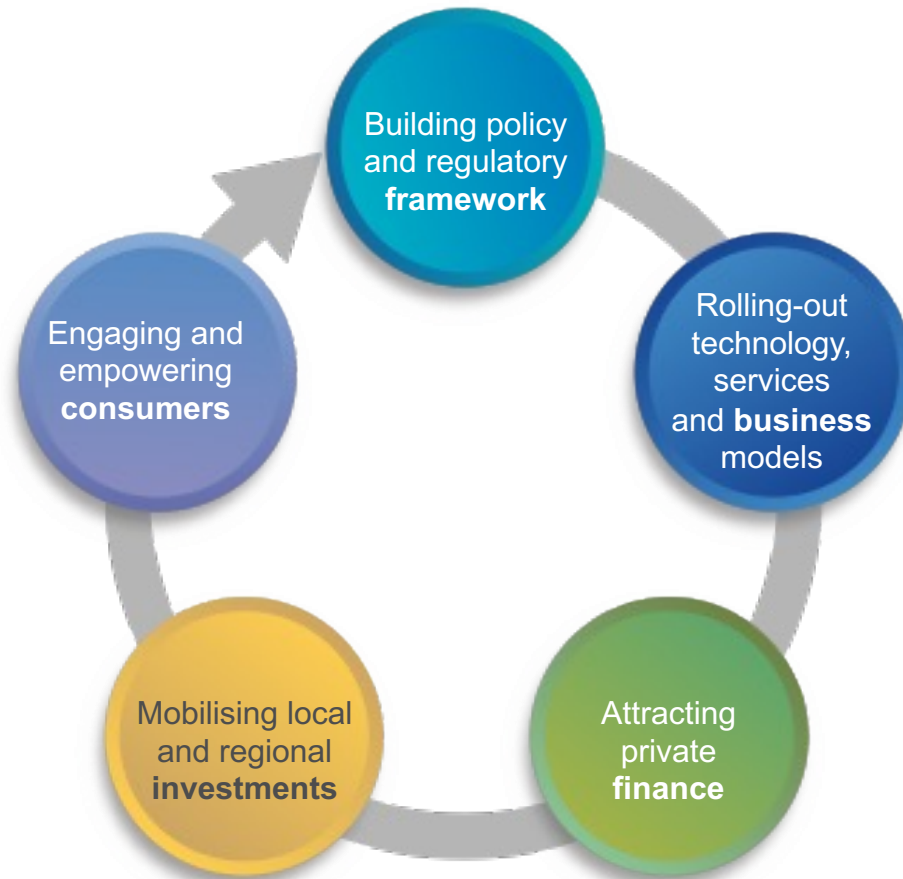 Building policy
and regulatory
framework
Rolling-out
technology,
services
and business
models
Attracting
private
finance
Mobilising local
and regional
investments
Engaging and
empowering
consumers